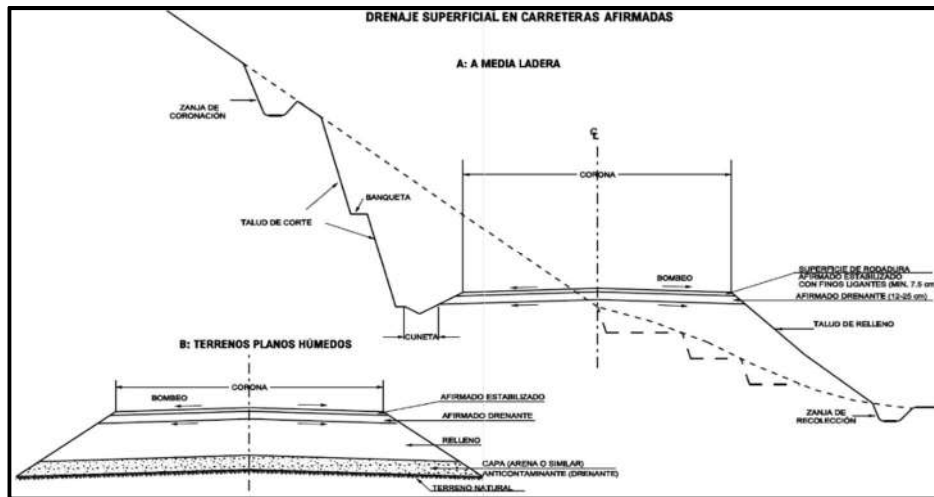 DRENAJE SUPERFICIAL EN CARRETERAS AFIRMADAS
A: A MEDIA LADERA
ZANJA DE
CORONACIÓN
CL
CORONA
BANQUETA
TALUD DE CORTE
BOMBEO
SUPERFICIE DE RODADURA
AFIRMADO ESTABILIZADO
CON FINOS LIGANTES (MIN. 7.5 cm
AFIRMADO DRENANTE (12-25 cm)
TALUD DE RELLENO
CUNETA
ZANJA DE
RECOLECCIÓN
B: TERRENOS PLANOS HÚMEDOS
CORONA
BOMBEO
AFIRMADO ESTABILIZADO
AFIRMADO DRENANTE
RELLENO
CAPA (ARENA O SIMILAR)
ANTICONTAMINANTE (DRENANTE)
TERRENO NATURAL